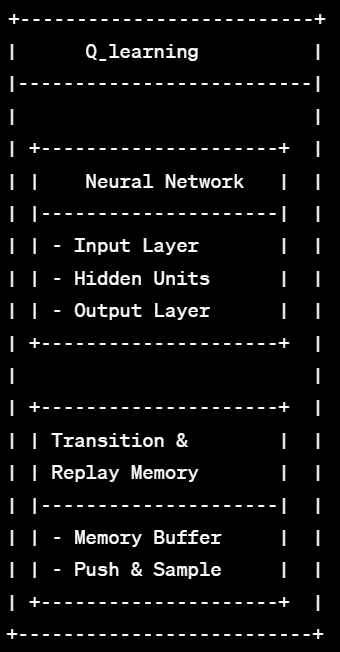 Q_learning
Neural Network
- Input Layer
- Hidden Units
- Output Layer
Transition &
Replay Memory
- Memory Buffer
- Push & Sample